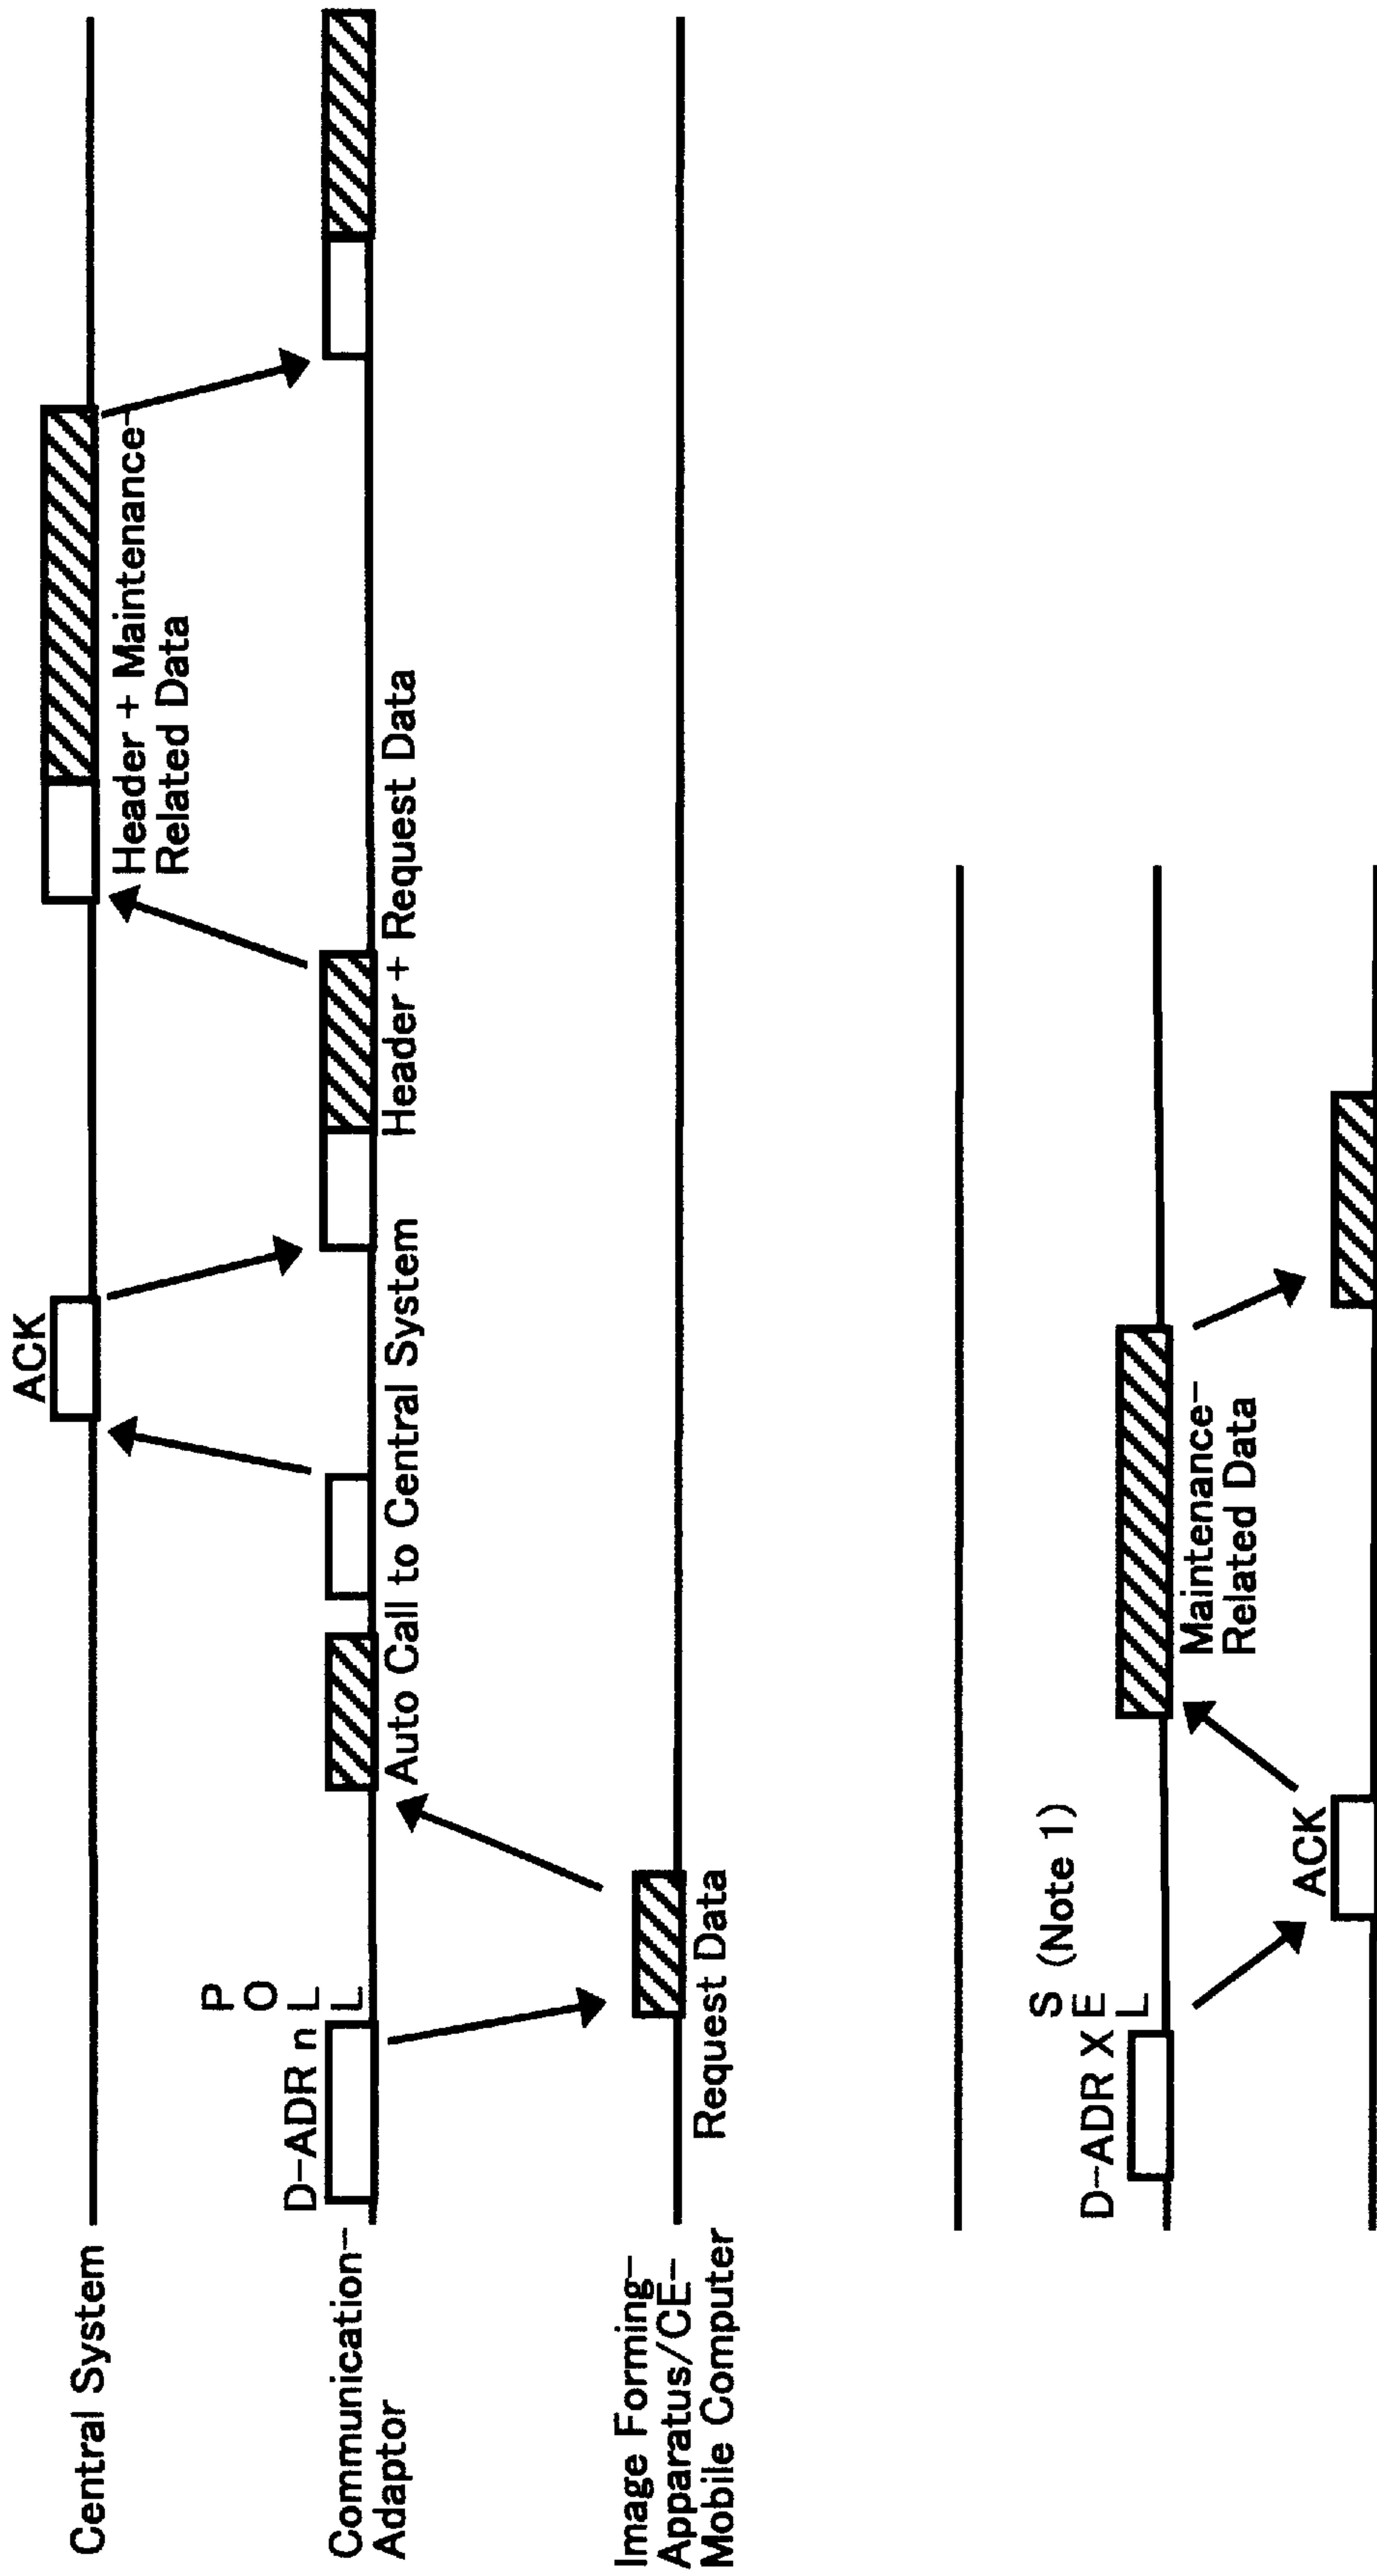 Central System
ACK
Header + Maintenance-
Related Data
Communication-
Adaptor
D-ADR n
P
O
L
L
Auto Call to Central System
Header + Request Data
Image Forming-
Apparatus/CE-
Mobile Computer
Request Data
D-ADR X
S (Note 1)
E
L
Maintenance-
Related Data
ACK